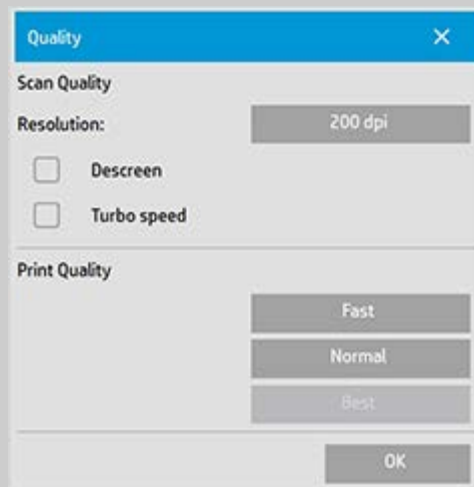 Quality
Scan Quality
Resolution: 200 dpi
Descreen
Turbo speed
Print Quality
Fast
Normal
Best
OK